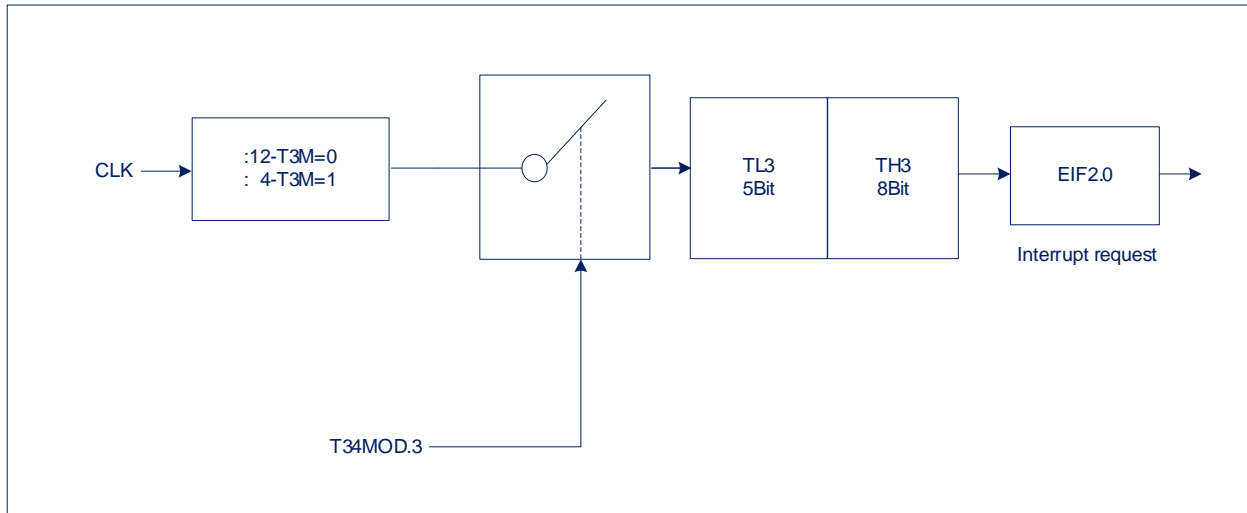 CLK
:12-T3M=0
: 4-T3M=1
TL3
5Bit
TH3
8Bit
EIF2.0
Interrupt request
T34MOD.3